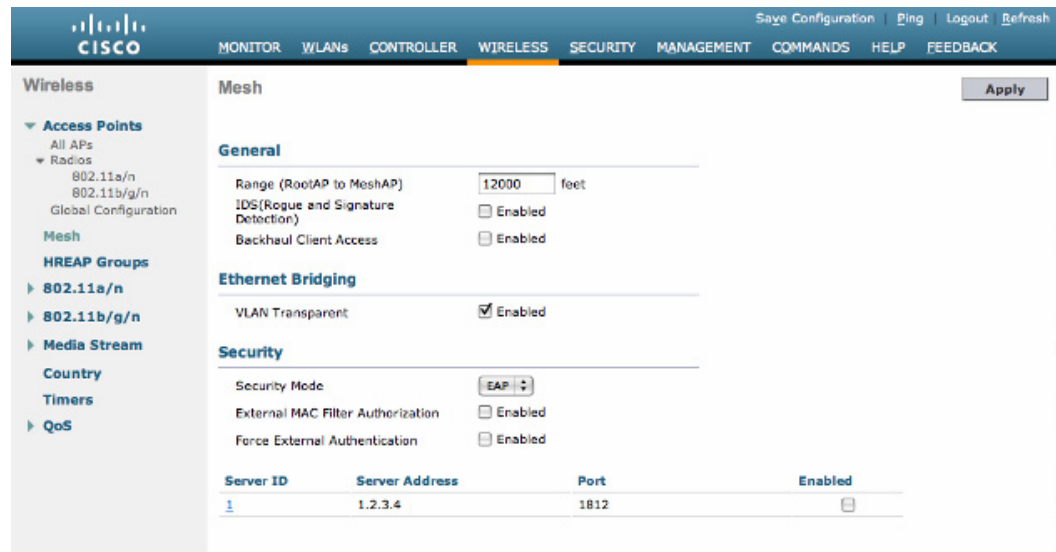 Save Configuration | Ping | Logout | Refresh
CISCO
MONITOR WLANs CONTROLLER WIRELESS SECURITY MANAGEMENT COMMANDS HELP FEEDBACK
Wireless
Access Points
All APs
Radios
802.11a/n
802.11b/g/n
Global Configuration
Mesh
HREAP Groups
802.11a/n
802.11b/g/n
Media Stream
Country
Timers
QoS
Mesh
Apply
General
Range (RootAP to MeshAP) 12000 feet
IDS(Rogue and Signature
Detection) Enabled
Backhaul Client Access Enabled
Ethernet Bridging
VLAN Transparent Enabled
Security
Security Mode EAP
External MAC Filter Authorization Enabled
Force External Authentication Enabled
Server ID Server Address Port Enabled
1 1.2.3.4 1812